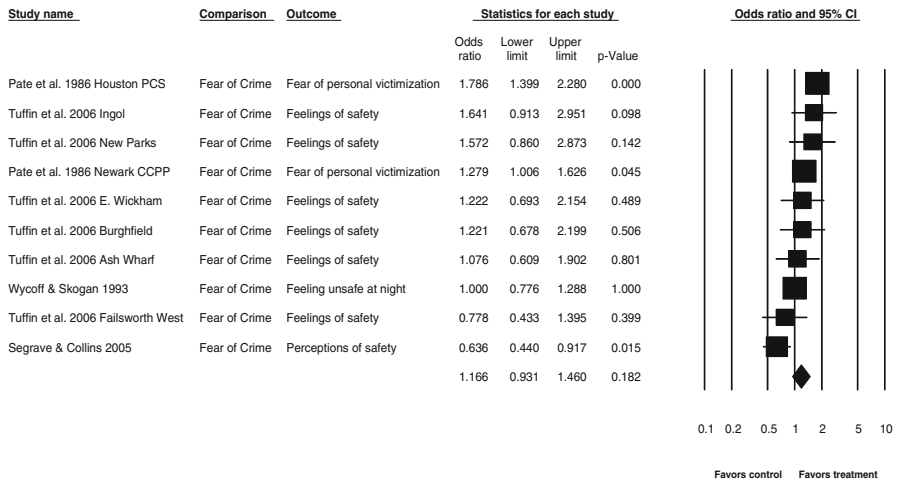 Study name Comparison Outcome Statistics for each study Odds ratio and 95% CI
Odds Lower Upper
ratio limit limit p-Value
Pate et al. 1986 Houston PCS Fear of Crime Fear of personal victimization 1.786 1.399 2.280 0.000
Tuffin et al. 2006 Ingol Fear of Crime Feelings of safety 1.641 0.913 2.951 0.098
Tuffin et al. 2006 New Parks Fear of Crime Feelings of safety 1.572 0.860 2.873 0.142
Pate et al. 1986 Newark CCPP Fear of Crime Fear of personal victimization 1.279 1.006 1.626 0.045
Tuffin et al. 2006 E. Wickham Fear of Crime Feelings of safety 1.222 0.693 2.154 0.489
Tuffin et al. 2006 Burghfield Fear of Crime Feelings of safety 1.221 0.678 2.199 0.506
Tuffin et al. 2006 Ash Wharf Fear of Crime Feelings of safety 1.076 0.609 1.902 0.801
Wycoff & Skogan 1993 Fear of Crime Feeling unsafe at night 1.000 0.776 1.288 1.000
Tuffin et al. 2006 Failsworth West Fear of Crime Feelings of safety 0.778 0.433 1.395 0.399
Segrave & Collins 2005 Fear of Crime Perceptions of safety 0.636 0.440 0.917 0.015
1.166 0.931 1.460 0.182
0.1 0.2 0.5 1 2 5 10
Favors control Favors treatment